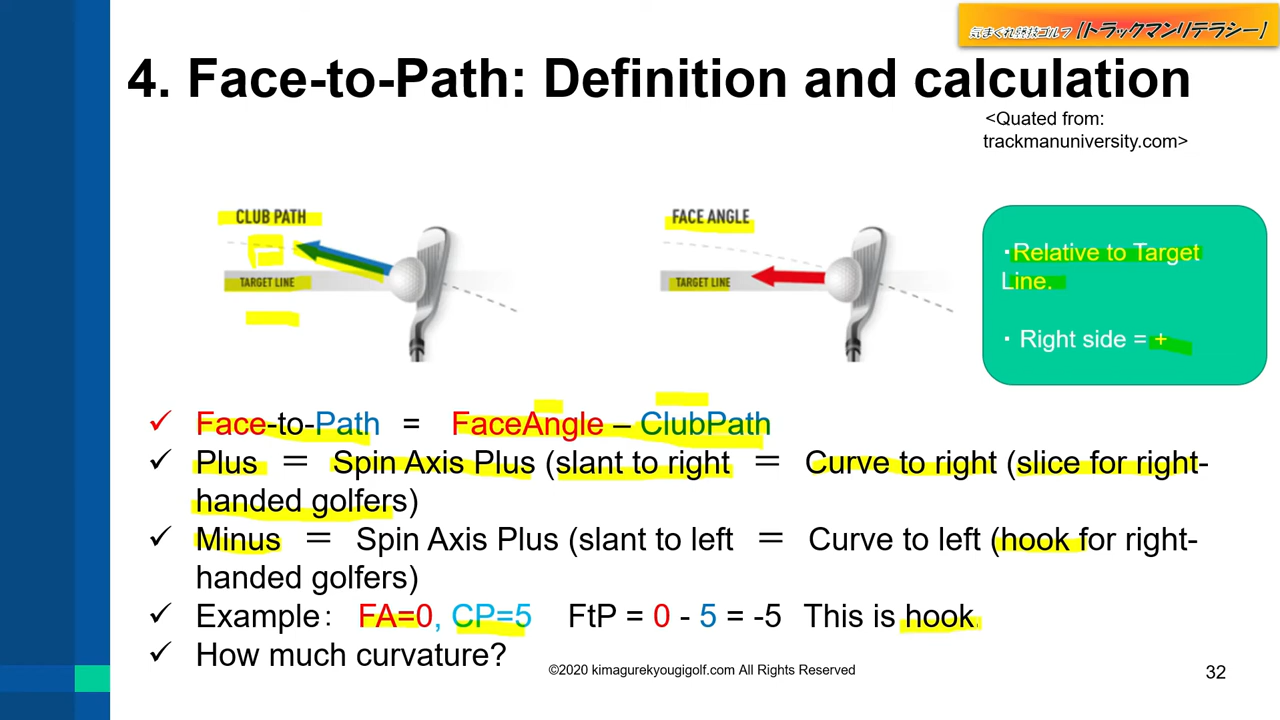 気まぐれ競技ゴルフ【トラックマンリテラシー】
4. Face-to-Path: Definition and calculation
<Quated from:
trackmanuniversity.com>
CLUB PATH
TARGET LINE
FACE ANGLE
TARGET LINE
・Relative to Target
Line.
・Right side = +
✓ Face-to-Path = FaceAngle – ClubPath
✓ Plus ＝ Spin Axis Plus (slant to right ＝ Curve to right (slice for right-
handed golfers)
✓ Minus ＝ Spin Axis Plus (slant to left ＝ Curve to left (hook for right-
handed golfers)
✓ Example： FA=0, CP=5 FtP = 0 - 5 = -5 This is hook.
✓ How much curvature?
©2020 kimagurekyougigolf.com All Rights Reserved
32